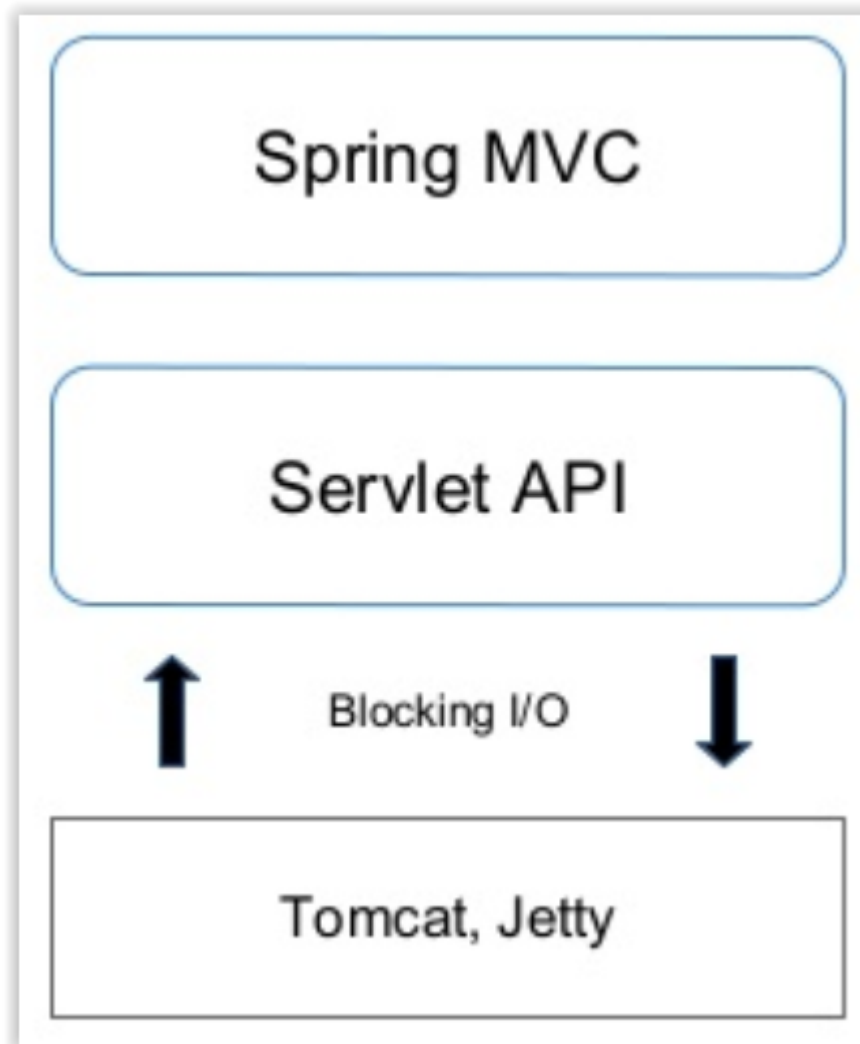 Spring MVC
Servlet API
Blocking I/O
Tomcat, Jetty